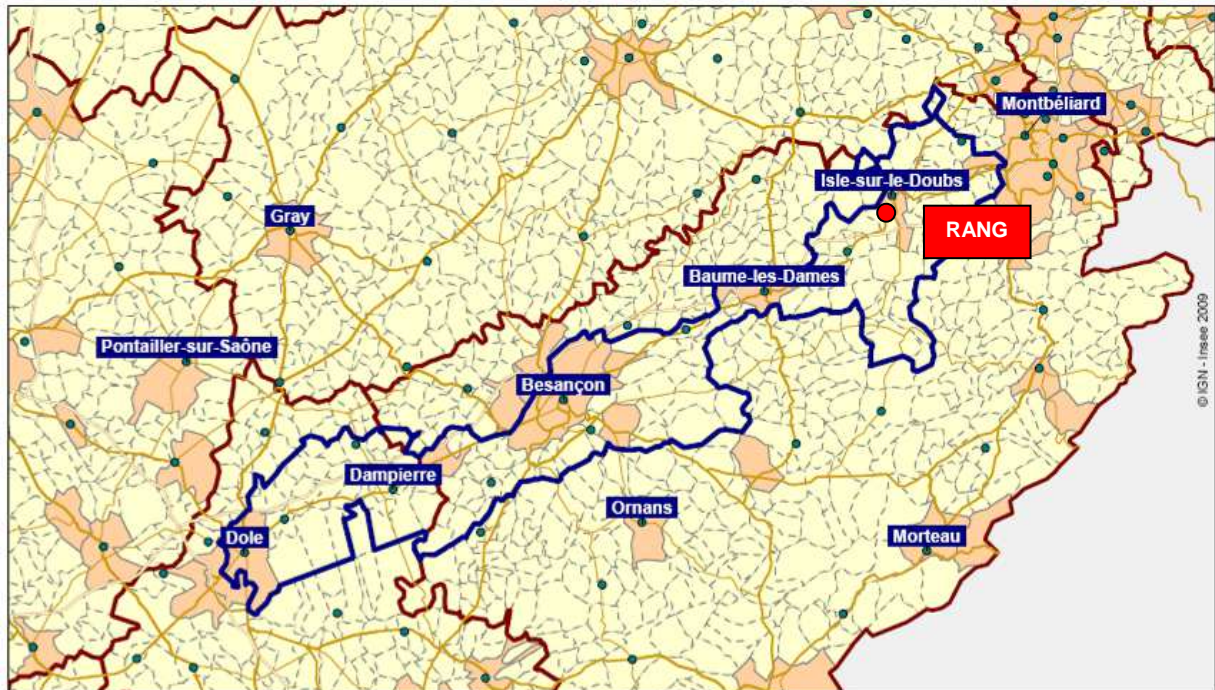 Montbéliard
Isle-sur-le-Doubs
Gray
RANG
Baume-les-Dames
Pontailler-sur-Saône
Besançon
Dampierre
Ornans
Dole
Morteau
© IGN - Insee 2009